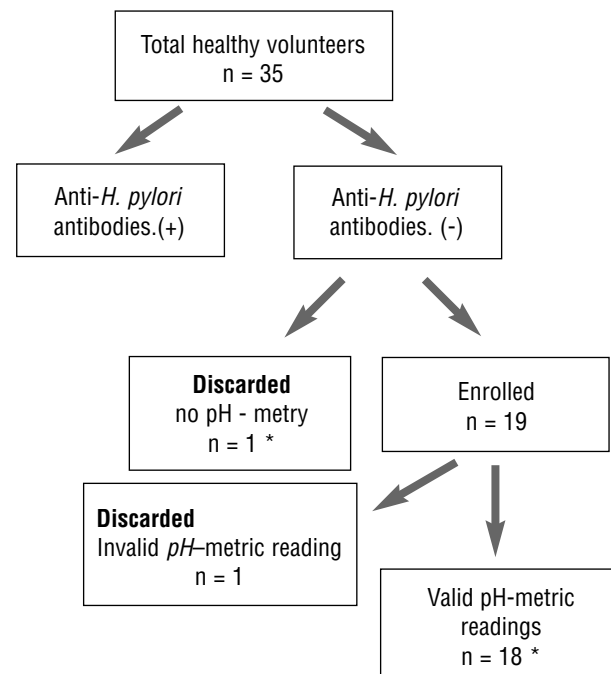 Total healthy volunteers
n = 35
Anti-H. pylori
antibodies.(+)
Anti-H. pylori
antibodies. (-)
Discarded
no pH - metry
n = 1 *
Enrolled
n = 19
Discarded
Invalid pH–metric reading
n = 1
Valid pH-metric
readings
n = 18 *